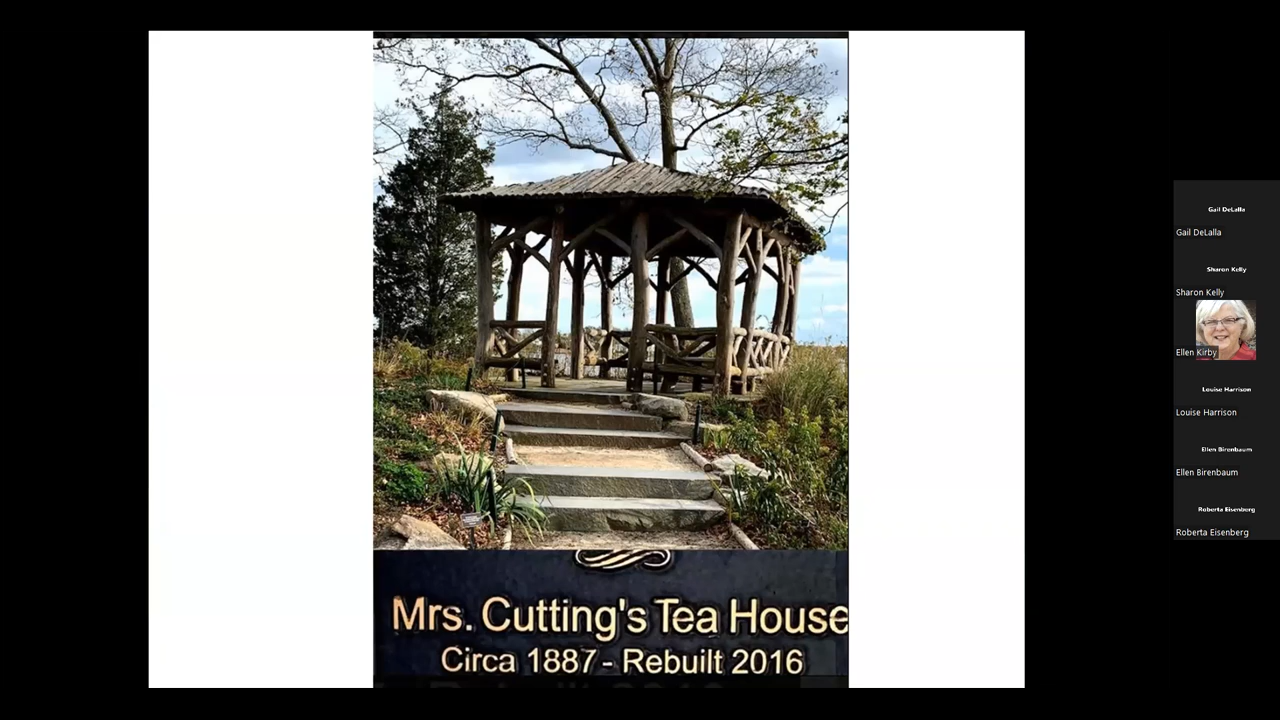 Mrs. Cutting's Tea House
Circa 1887 - Rebuilt 2016
Gail DeLalla
Gail DeLalla
Sharon Kelly
Sharon Kelly
Ellen Kirby
Louise Harrison
Louise Harrison
Ellen Birenbaum
Ellen Birenbaum
Roberta Eisenberg
Roberta Eisenberg